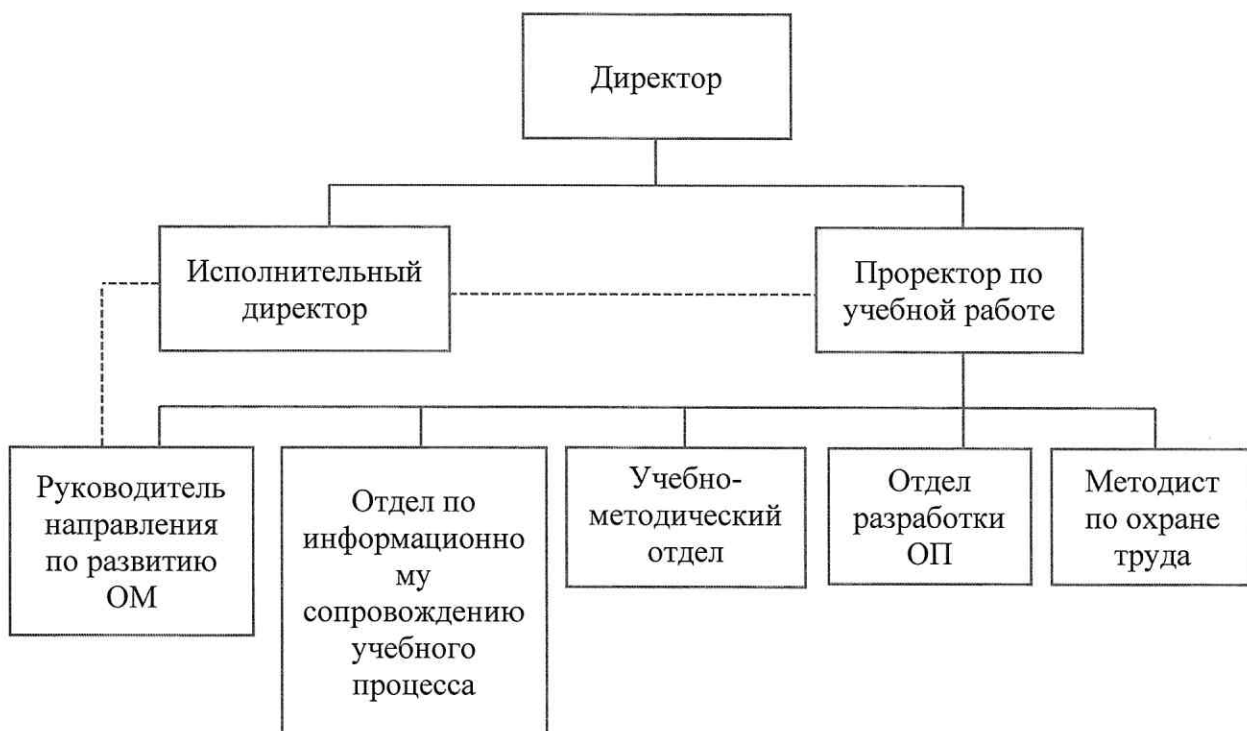 Директор
Исполнительный
директор
Проректор по
учебной работе
Руководитель
направления
по развитию
ОМ
Отдел по
информационно
му
сопровождению
учебного
процесса
Учебно-
методический
отдел
Отдел
разработки
ОП
Методист
по охране
труда